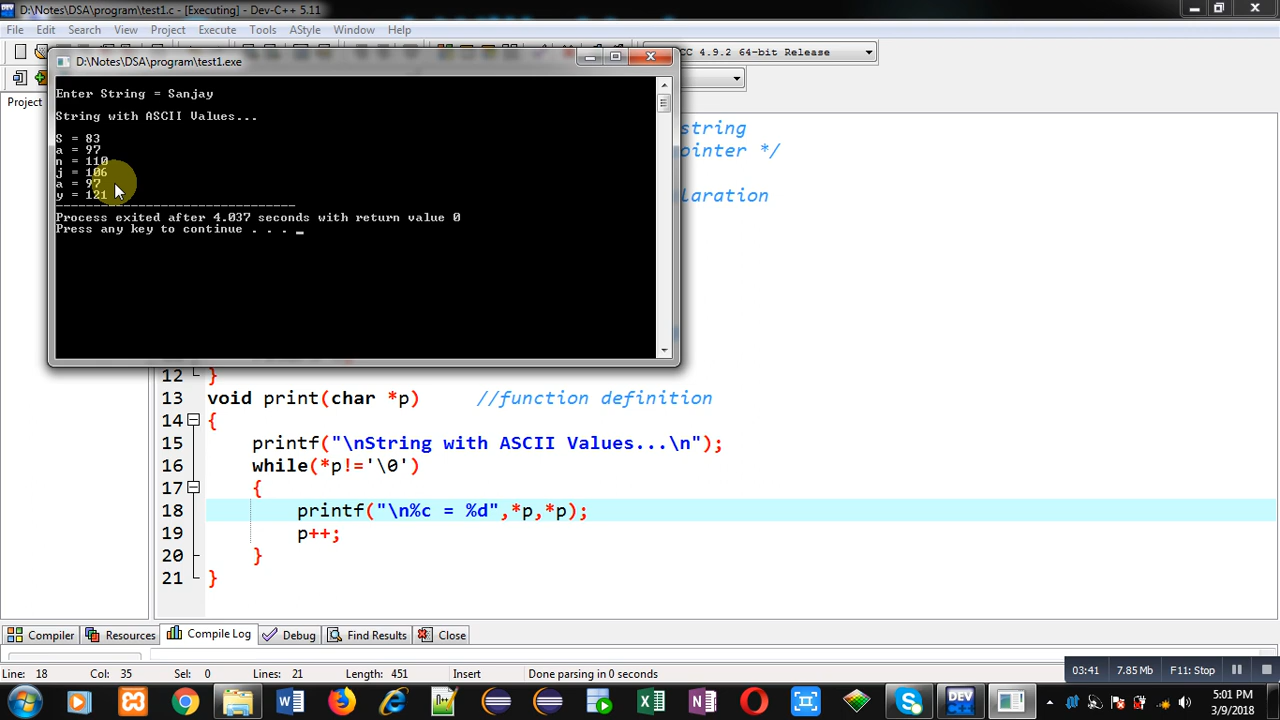 D:\Notes\DSA\program\test1.c - [Executing] - Dev-C++ 5.11
File Edit Search View Project Execute Tools AStyle Window Help
CC 4.9.2 64-bit Release
D:\Notes\DSA\program\test1.exe
Project
Enter String = Sanjay
String with ASCII Values...
S = 83
a = 97
n = 110
j = 106
a = 97
y = 121
--------------------------------
Process exited after 4.037 seconds with return value 0
Press any key to continue . . . _
string
pointer */
laration
12 }
13 void print(char *p) //function definition
14 {
15 printf("\nString with ASCII Values...\n");
16 while(*p!='\0')
17 {
18 printf("\n%c = %d",*p,*p);
19 p++;
20 }
21 }
Compiler Resources Compile Log Debug Find Results Close
Line: 18 Col: 35 Sel: 0 Lines: 21 Length: 451 Insert Done parsing in 0 seconds
03:41 7.85 Mb F11: Stop
5:01 PM
3/9/2018